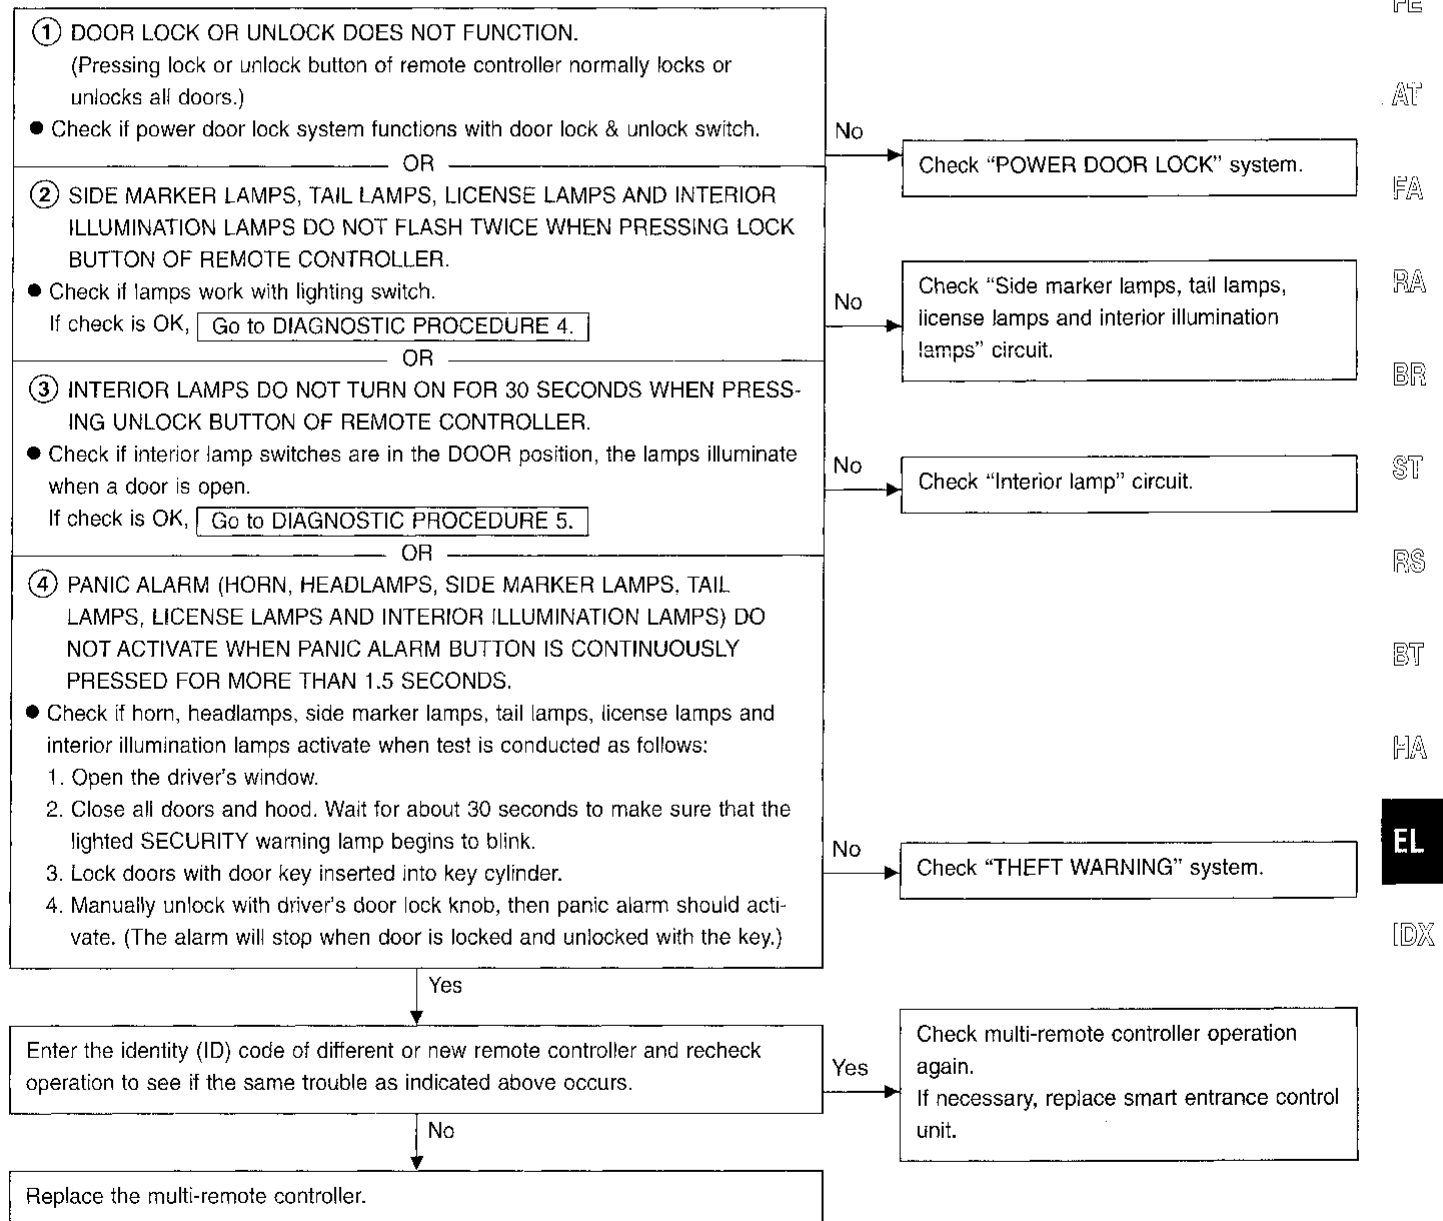 ① DOOR LOCK OR UNLOCK DOES NOT FUNCTION.
(Pressing lock or unlock button of remote controller normally locks or
unlocks all doors.)
● Check if power door lock system functions with door lock & unlock switch.
No
Check “POWER DOOR LOCK” system.
OR
② SIDE MARKER LAMPS, TAIL LAMPS, LICENSE LAMPS AND INTERIOR
ILLUMINATION LAMPS DO NOT FLASH TWICE WHEN PRESSING LOCK
BUTTON OF REMOTE CONTROLLER.
● Check if lamps work with lighting switch.
If check is OK, Go to DIAGNOSTIC PROCEDURE 4.
No
Check “Side marker lamps, tail lamps,
license lamps and interior illumination
lamps” circuit.
OR
③ INTERIOR LAMPS DO NOT TURN ON FOR 30 SECONDS WHEN PRESS-
ING UNLOCK BUTTON OF REMOTE CONTROLLER.
● Check if interior lamp switches are in the DOOR position, the lamps illuminate
when a door is open.
If check is OK, Go to DIAGNOSTIC PROCEDURE 5.
No
Check “Interior lamp” circuit.
OR
④ PANIC ALARM (HORN, HEADLAMPS, SIDE MARKER LAMPS, TAIL
LAMPS, LICENSE LAMPS AND INTERIOR ILLUMINATION LAMPS) DO
NOT ACTIVATE WHEN PANIC ALARM BUTTON IS CONTINUOUSLY
PRESSED FOR MORE THAN 1.5 SECONDS.
● Check if horn, headlamps, side marker lamps, tail lamps, license lamps and
interior illumination lamps activate when test is conducted as follows:
1. Open the driver's window.
2. Close all doors and hood. Wait for about 30 seconds to make sure that the
lighted SECURITY warning lamp begins to blink.
3. Lock doors with door key inserted into key cylinder.
4. Manually unlock with driver's door lock knob, then panic alarm should acti-
vate. (The alarm will stop when door is locked and unlocked with the key.)
No
Check “THEFT WARNING” system.
Yes
Enter the identity (ID) code of different or new remote controller and recheck
operation to see if the same trouble as indicated above occurs.
Yes
Check multi-remote controller operation
again.
If necessary, replace smart entrance control
unit.
No
Replace the multi-remote controller.
AT
FA
RA
BR
ST
RS
BT
HA
EL
IDX